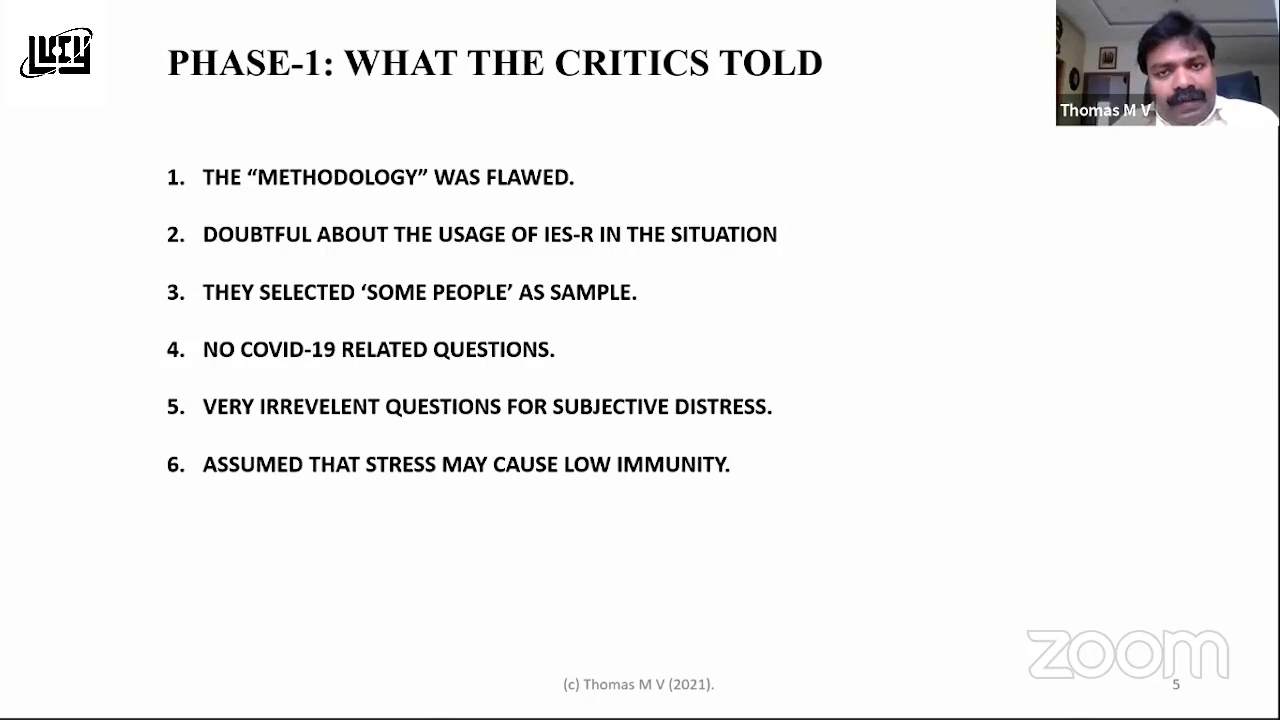 PHASE-1: WHAT THE CRITICS TOLD
Thomas M V
1. THE “METHODOLOGY” WAS FLAWED.
2. DOUBTFUL ABOUT THE USAGE OF IES-R IN THE SITUATION
3. THEY SELECTED ‘SOME PEOPLE’ AS SAMPLE.
4. NO COVID-19 RELATED QUESTIONS.
5. VERY IRREVELENT QUESTIONS FOR SUBJECTIVE DISTRESS.
6. ASSUMED THAT STRESS MAY CAUSE LOW IMMUNITY.
zoom
(c) Thomas M V (2021).
5